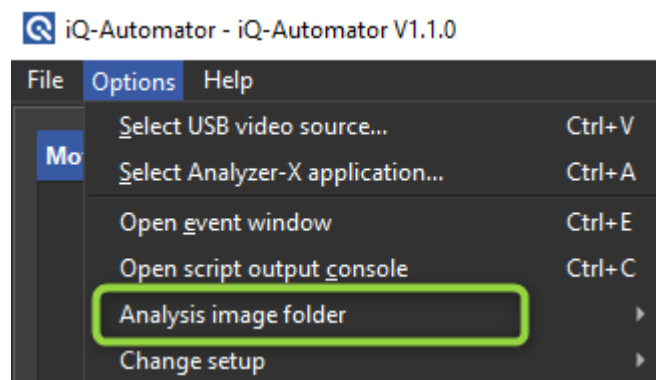 iQ-Automator - iQ-Automator V1.1.0
File Options Help
Select USB video source... Ctrl+V
Mo
Select Analyzer-X application... Ctrl+A
Open event window Ctrl+E
Open script output console Ctrl+C
Analysis image folder
Change setup